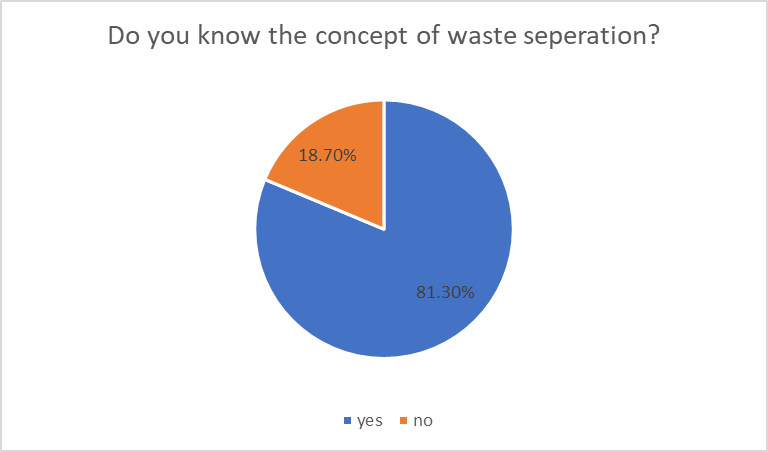 Do you know the concept of waste seperation?
18.70%
81.30%
yes no